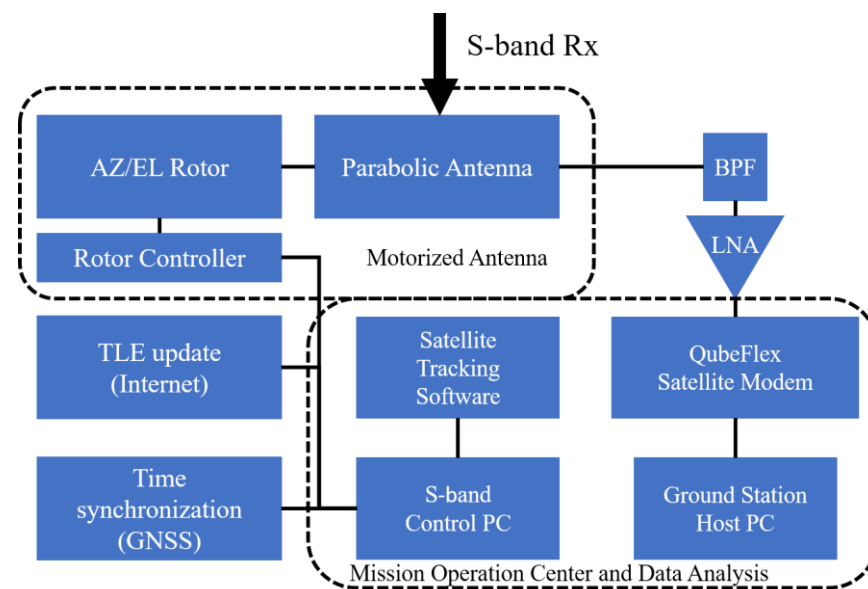 S-band Rx
AZ/EL Rotor
Parabolic Antenna
BPF
LNA
Rotor Controller
Motorized Antenna
TLE update
(Internet)
Satellite
Tracking
Software
QubeFlex
Satellite Modem
Time
synchronization
(GNSS)
S-band
Control PC
Ground Station
Host PC
Mission Operation Center and Data Analysis